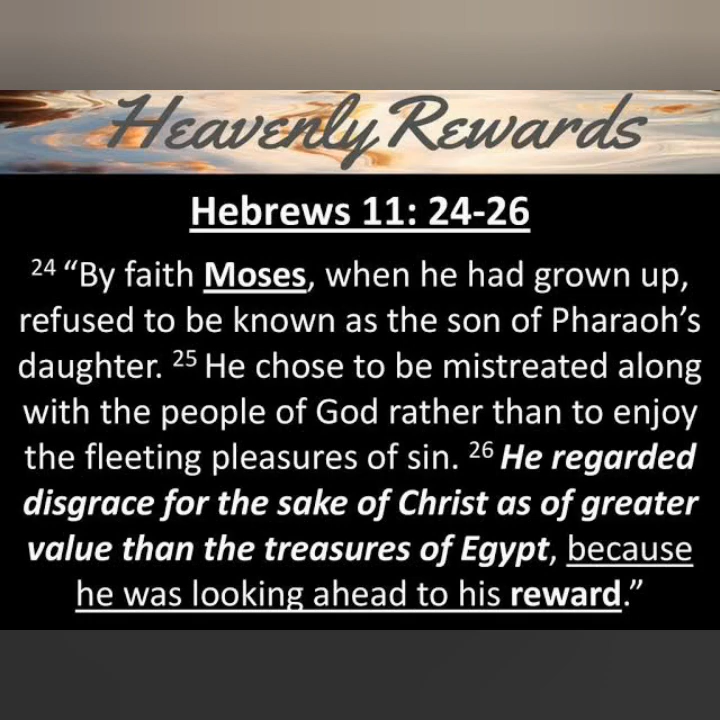 Heavenly Rewards
Hebrews 11: 24-26
24 “By faith Moses, when he had grown up,
refused to be known as the son of Pharaoh’s
daughter. 25 He chose to be mistreated along
with the people of God rather than to enjoy
the fleeting pleasures of sin. 26 He regarded
disgrace for the sake of Christ as of greater
value than the treasures of Egypt, because
he was looking ahead to his reward.”